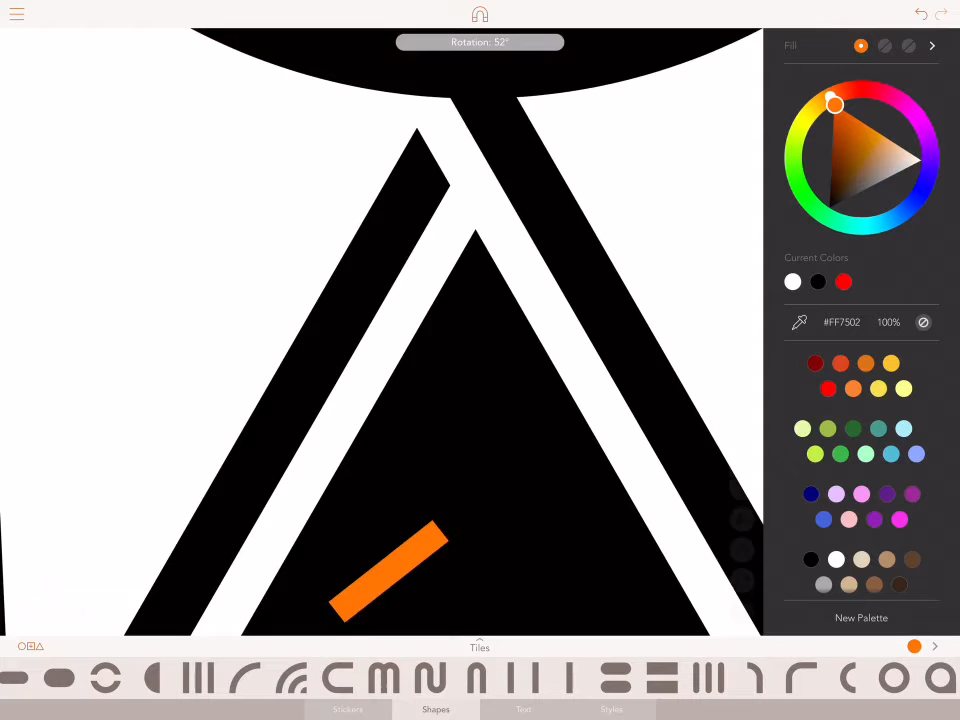 Rotation: 52°
Fill
Current Colors
#FF7502 100%
New Palette
Tiles
Stickers Shapes Text Styles